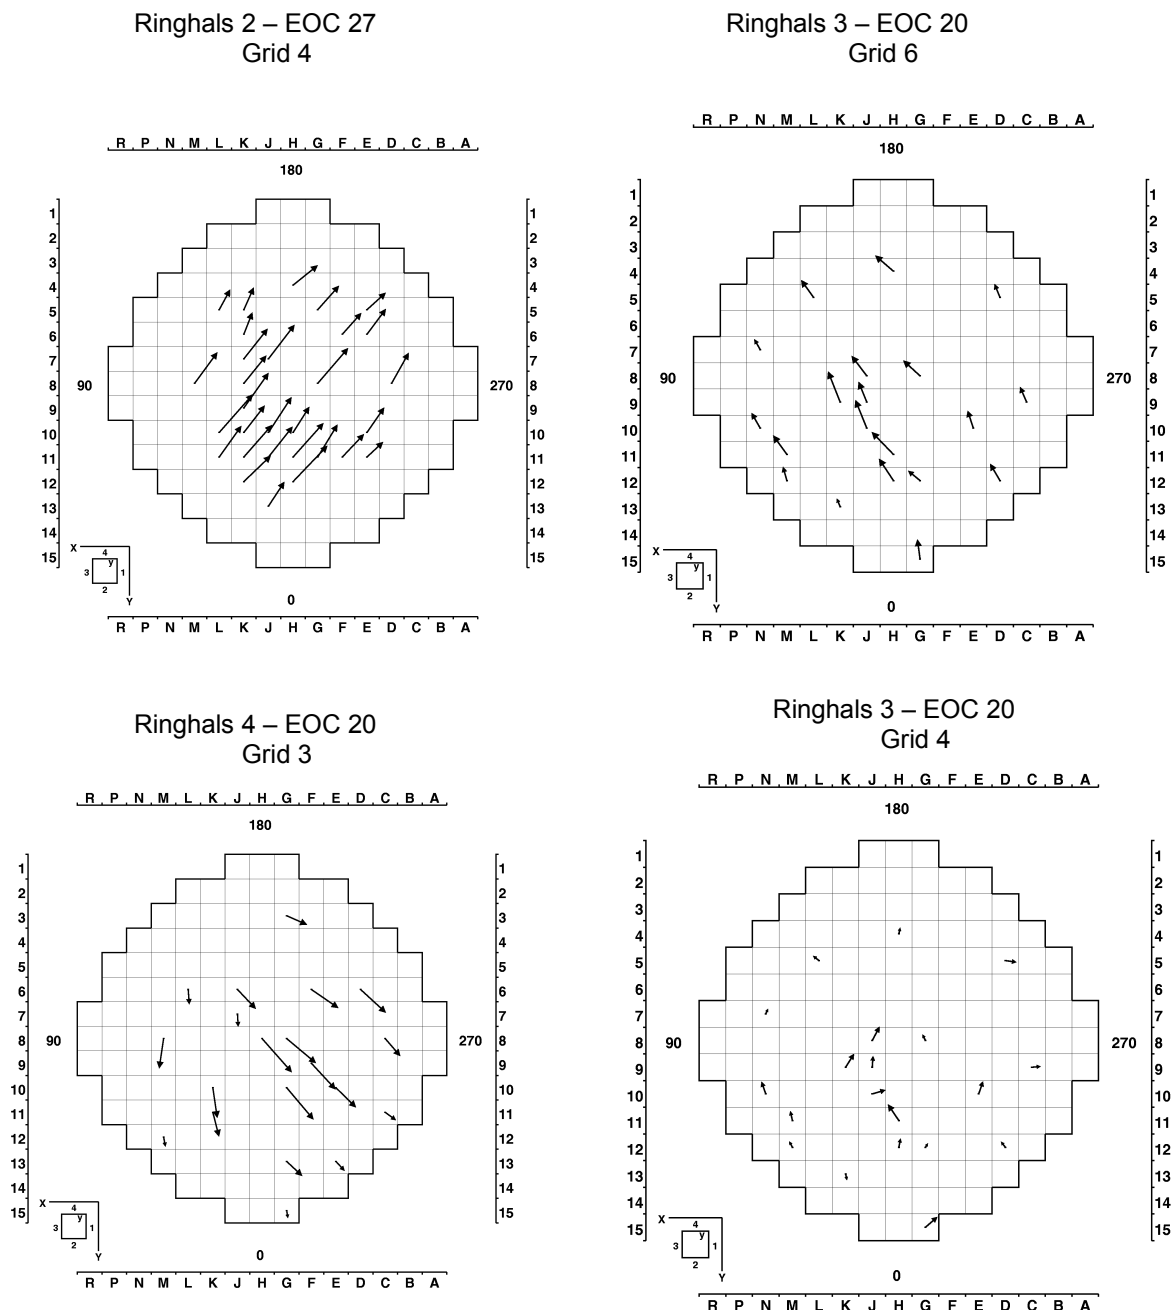 Ringhals 2 – EOC 27
Grid 4
R P N M L K J H G F E D C B A
180
1 1
2 2
3 3
4 4
5 5
6 6
7 7
90 8 8 270
9 9
10 10
11 11
12 12
13 13
14 14
15 15
X
4
y
3 1
2
Y
0
R P N M L K J H G F E D C B A
Ringhals 3 – EOC 20
Grid 6
R P N M L K J H G F E D C B A
180
1 1
2 2
3 3
4 4
5 5
6 6
7 7
90 8 8 270
9 9
10 10
11 11
12 12
13 13
14 14
15 15
X
4
y
3 1
2
Y
0
R P N M L K J H G F E D C B A
Ringhals 4 – EOC 20
Grid 3
R P N M L K J H G F E D C B A
180
1 1
2 2
3 3
4 4
5 5
6 6
7 7
90 8 8 270
9 9
10 10
11 11
12 12
13 13
14 14
15 15
X
4
y
3 1
2
Y
0
R P N M L K J H G F E D C B A
Ringhals 3 – EOC 20
Grid 4
R P N M L K J H G F E D C B A
180
1 1
2 2
3 3
4 4
5 5
6 6
7 7
90 8 8 270
9 9
10 10
11 11
12 12
13 13
14 14
15 15
X
4
y
3 1
2
Y
0
R P N M L K J H G F E D C B A